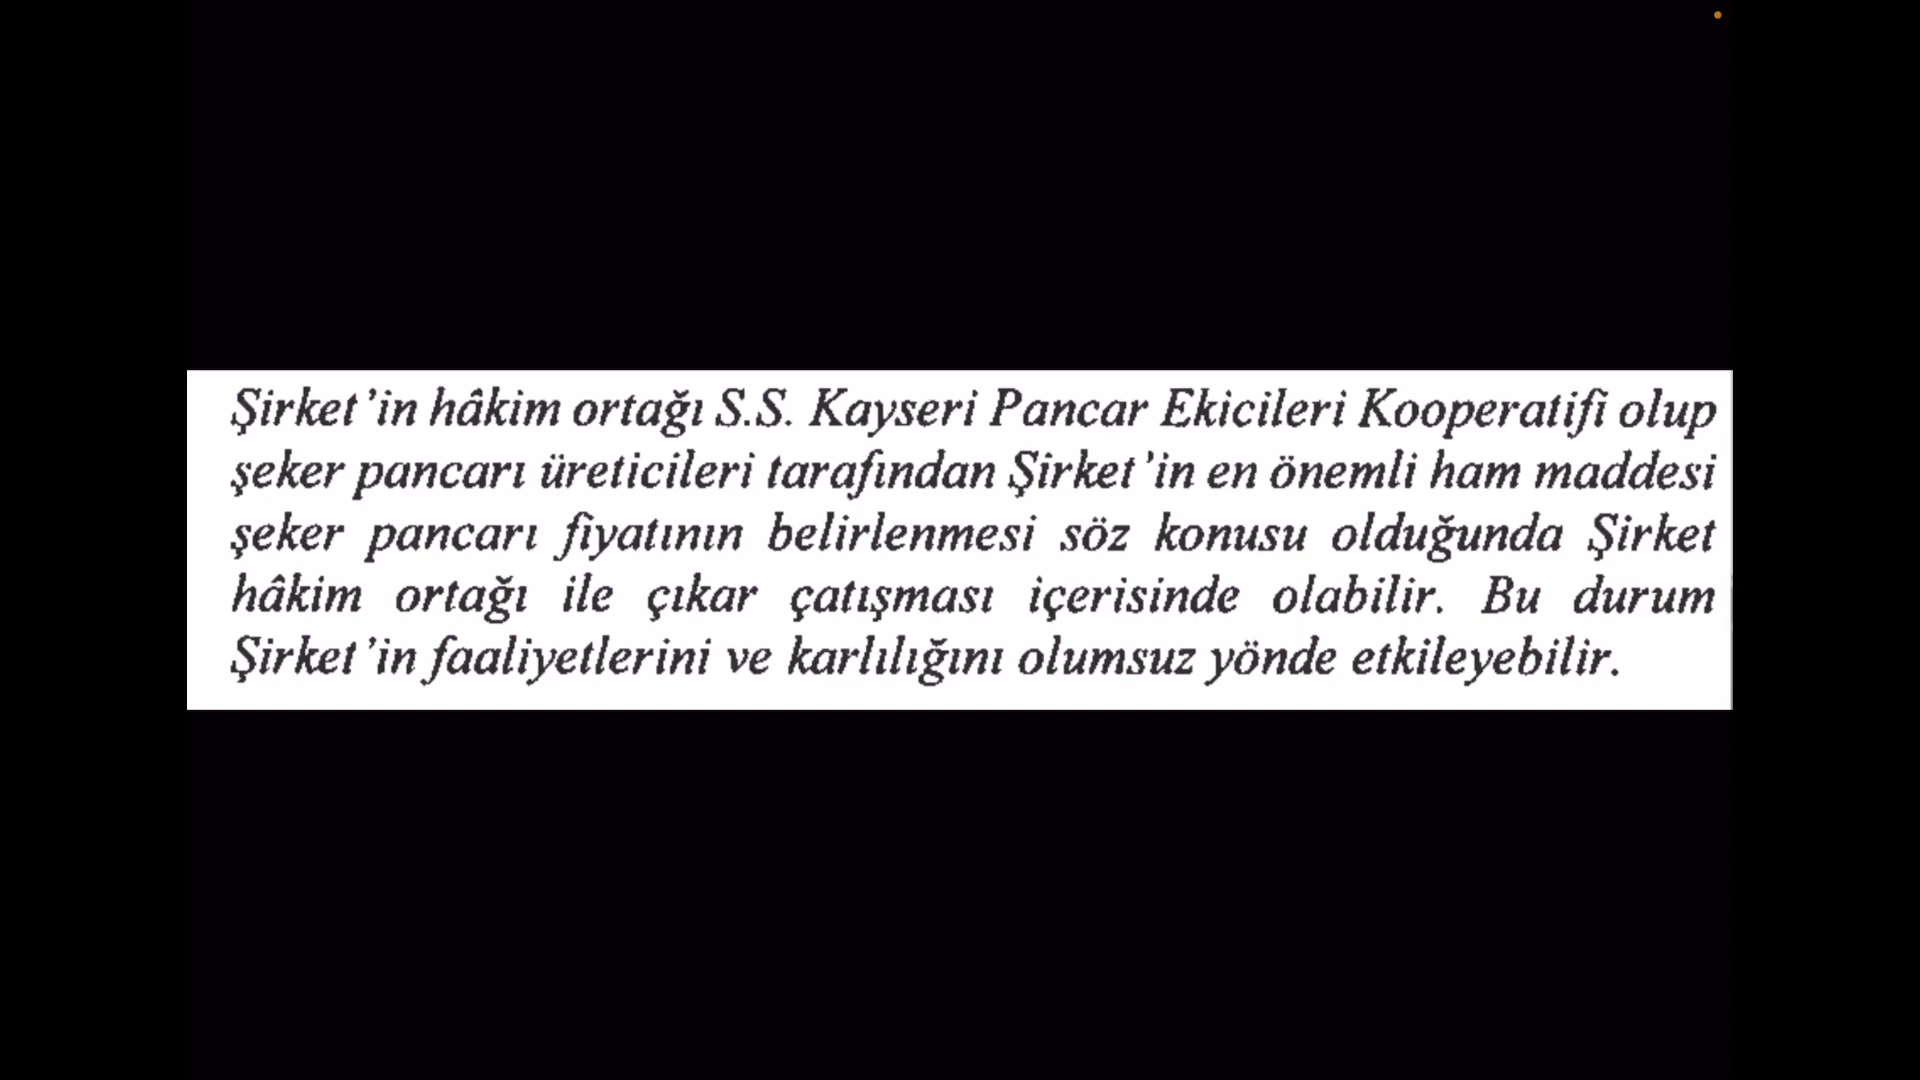 Şirket’in hâkim ortağı S.S. Kayseri Pancar Ekicileri Kooperatifi olup
şeker pancarı üreticileri tarafından Şirket’in en önemli ham maddesi
şeker pancarı fiyatının belirlenmesi söz konusu olduğunda Şirket
hâkim ortağı ile çıkar çatışması içerisinde olabilir. Bu durum
Şirket’in faaliyetlerini ve karlılığını olumsuz yönde etkileyebilir.